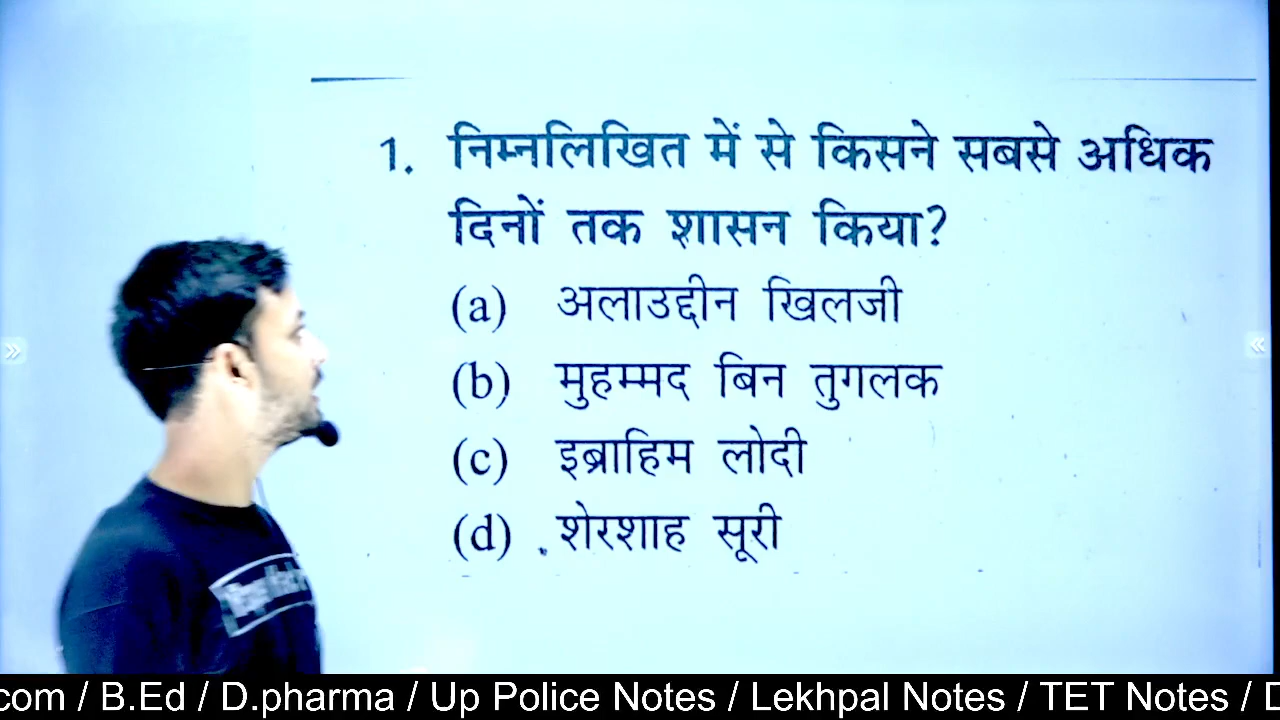 1. निम्नलिखित में से किसने सबसे अधिक
दिनों तक शासन किया?
(a) अलाउद्दीन खिलजी
(b) मुहम्मद बिन तुगलक
(c) इब्राहिम लोदी
(d) शेरशाह सूरी
.com / B.Ed / D.pharma / Up Police Notes / Lekhpal Notes / TET Notes /